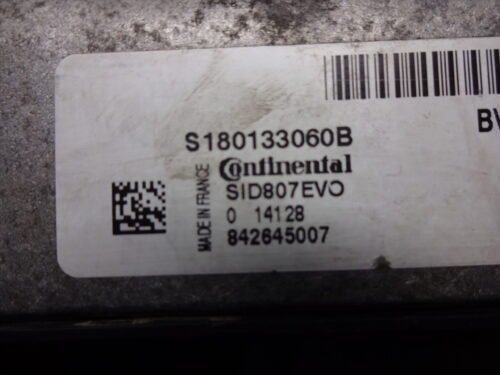 BV
S180133060B
Continental
SID807EVO
0 14128
842645007
MADE IN FRANCE